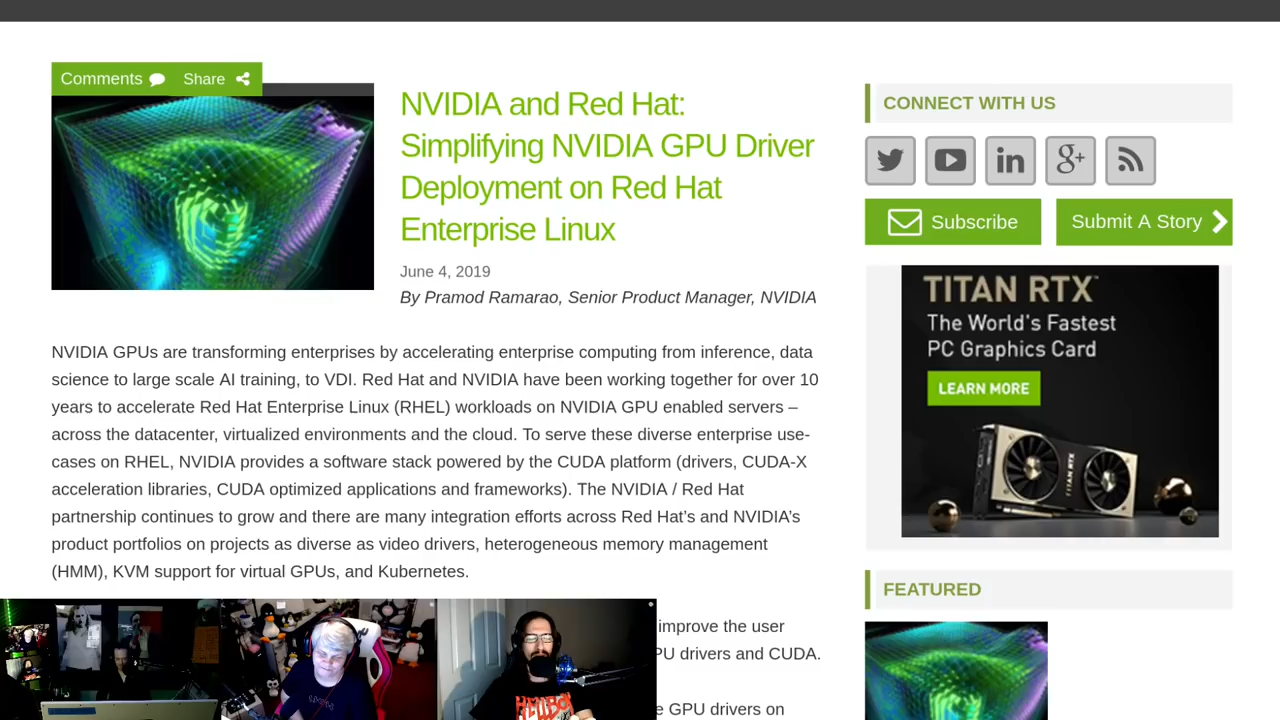 Comments Share
NVIDIA and Red Hat:
Simplifying NVIDIA GPU Driver
Deployment on Red Hat
Enterprise Linux
June 4, 2019
By Pramod Ramarao, Senior Product Manager, NVIDIA
NVIDIA GPUs are transforming enterprises by accelerating enterprise computing from inference, data
science to large scale AI training, to VDI. Red Hat and NVIDIA have been working together for over 10
years to accelerate Red Hat Enterprise Linux (RHEL) workloads on NVIDIA GPU enabled servers –
across the datacenter, virtualized environments and the cloud. To serve these diverse enterprise use-
cases on RHEL, NVIDIA provides a software stack powered by the CUDA platform (drivers, CUDA-X
acceleration libraries, CUDA optimized applications and frameworks). The NVIDIA / Red Hat
partnership continues to grow and there are many integration efforts across Red Hat’s and NVIDIA’s
product portfolios on projects as diverse as video drivers, heterogeneous memory management
(HMM), KVM support for virtual GPUs, and Kubernetes.
improve the user
PU drivers and CUDA.
e GPU drivers on
CONNECT WITH US
in
g+
Subscribe
Submit A Story
TITAN RTX™
The World's Fastest
PC Graphics Card
LEARN MORE
TITAN RTX
FEATURED
HELLBOY